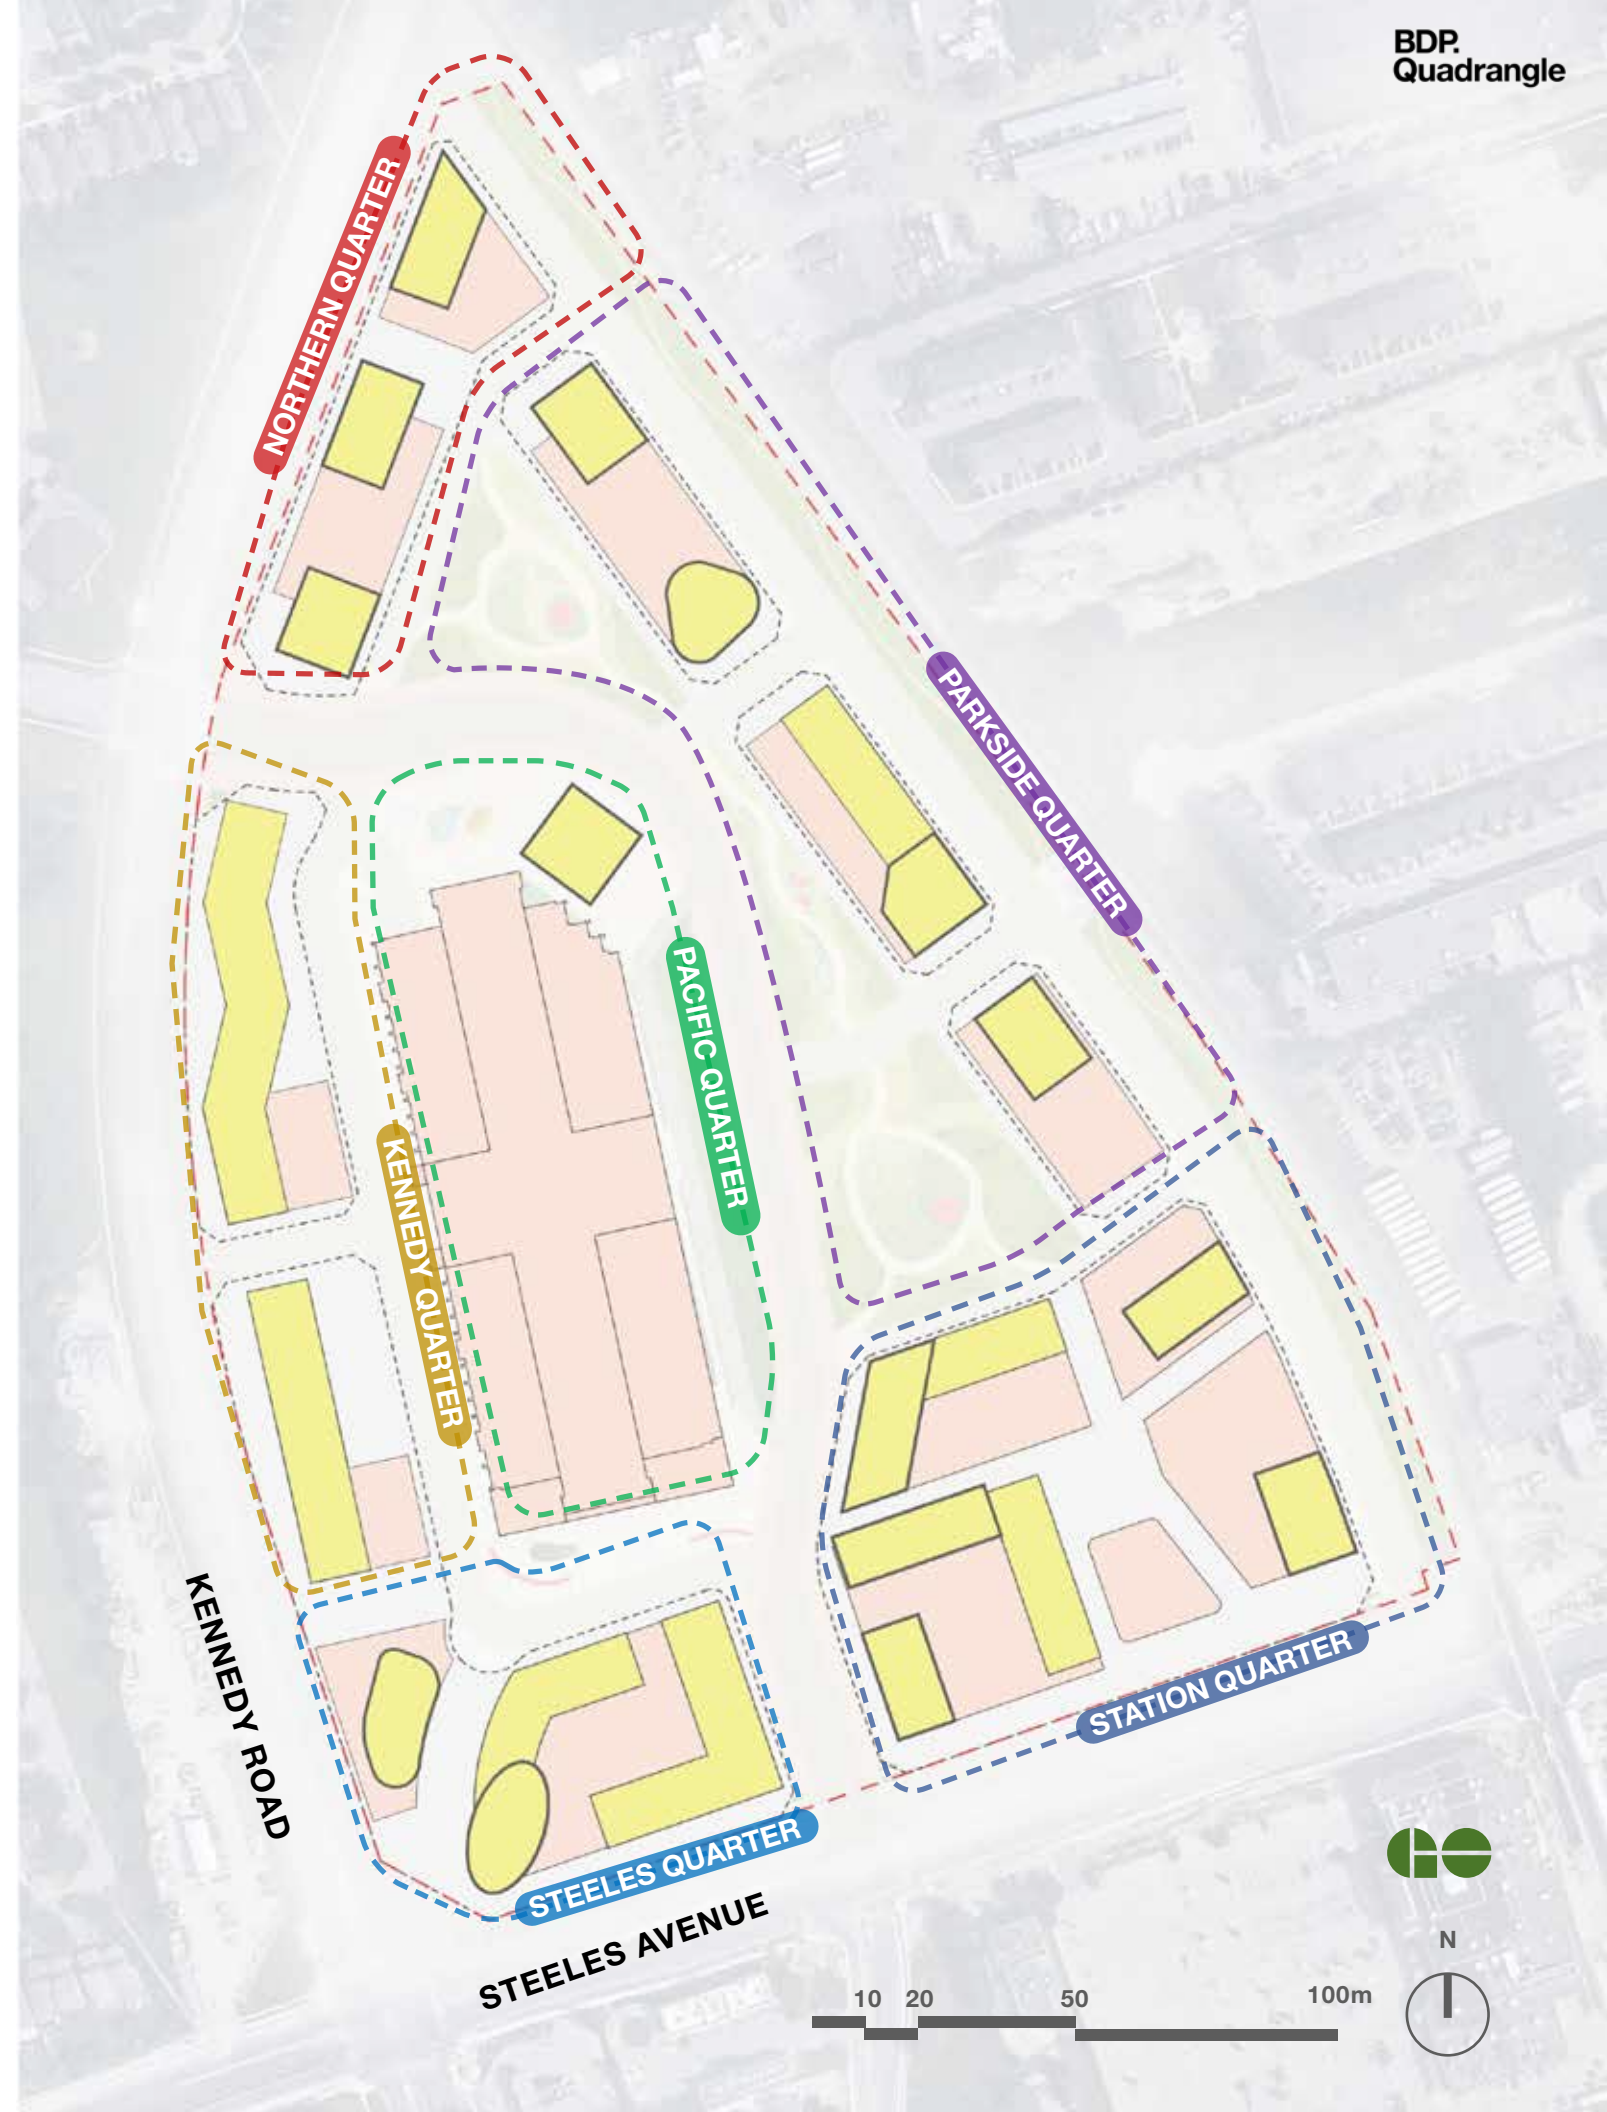 BDP.
Quadrangle
NORTHERN QUARTER
PARKSIDE QUARTER
PACIFIC QUARTER
KENNEDY QUARTER
STATION QUARTER
STEELES QUARTER
KENNEDY ROAD
STEELES AVENUE
GO
N
10 20 50 100m